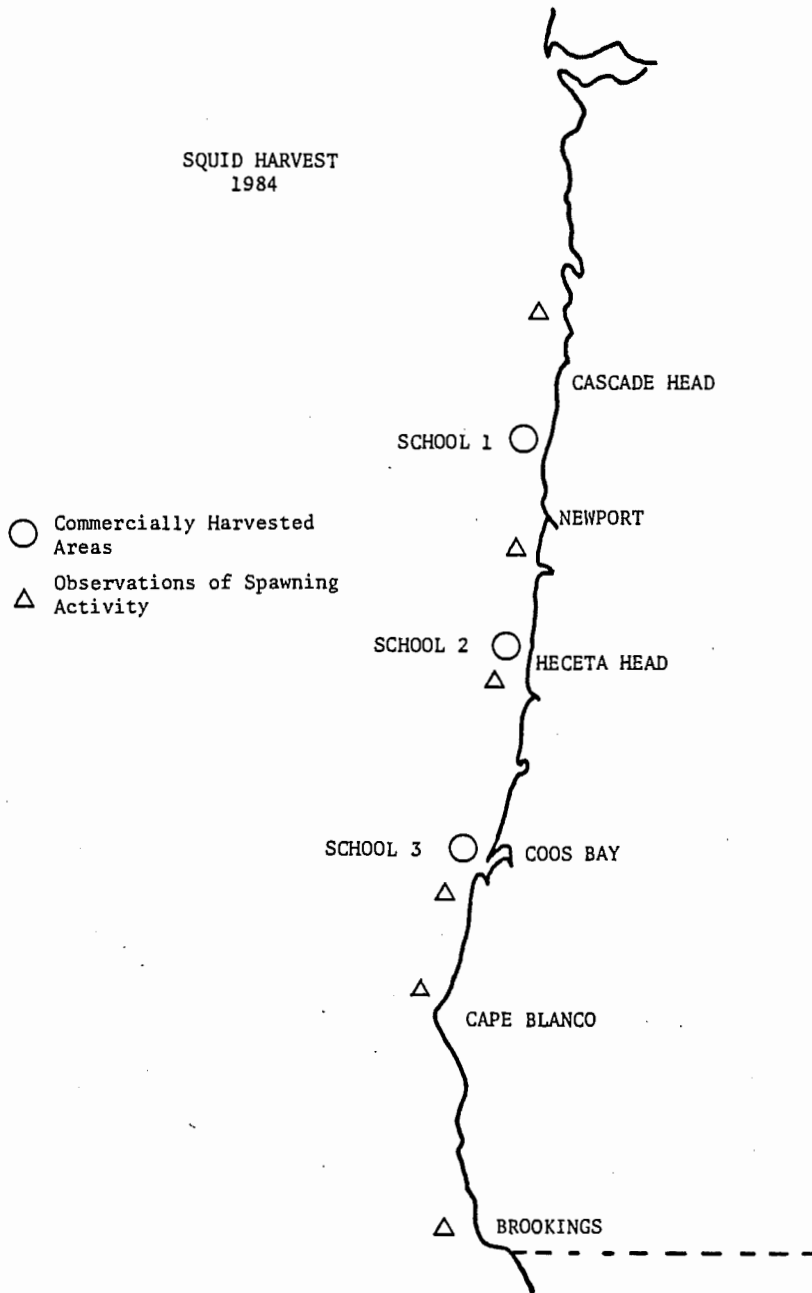 SQUID HARVEST
1984
CASCADE HEAD
SCHOOL 1
Commercially Harvested
Areas
NEWPORT
Observations of Spawning
Activity
SCHOOL 2
HECETA HEAD
SCHOOL 3
COOS BAY
CAPE BLANCO
BROOKINGS